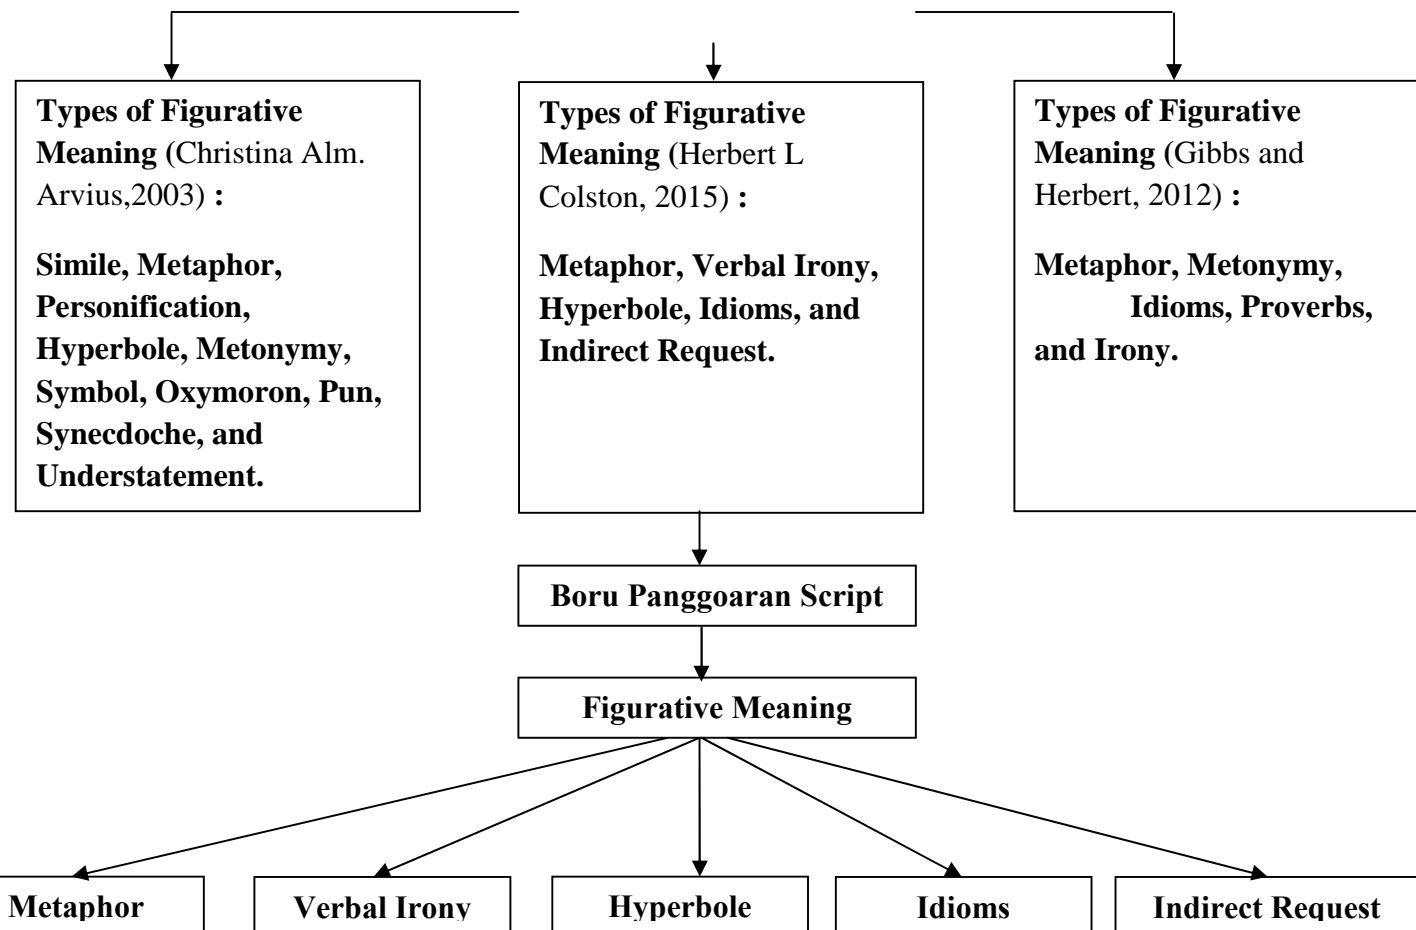 Types of Figurative
Meaning (Christina Alm.
Arvius,2003) :
Simile, Metaphor,
Personification,
Hyperbole, Metonymy,
Symbol, Oxymoron, Pun,
Synecdoche, and
Understatement.
Types of Figurative
Meaning (Herbert L
Colston, 2015) :
Metaphor, Verbal Irony,
Hyperbole, Idioms, and
Indirect Request.
Types of Figurative
Meaning (Gibbs and
Herbert, 2012) :
Metaphor, Metonymy,
Idioms, Proverbs,
and Irony.
Boru Panggoaran Script
Figurative Meaning
Metaphor
Verbal Irony
Hyperbole
Idioms
Indirect Request